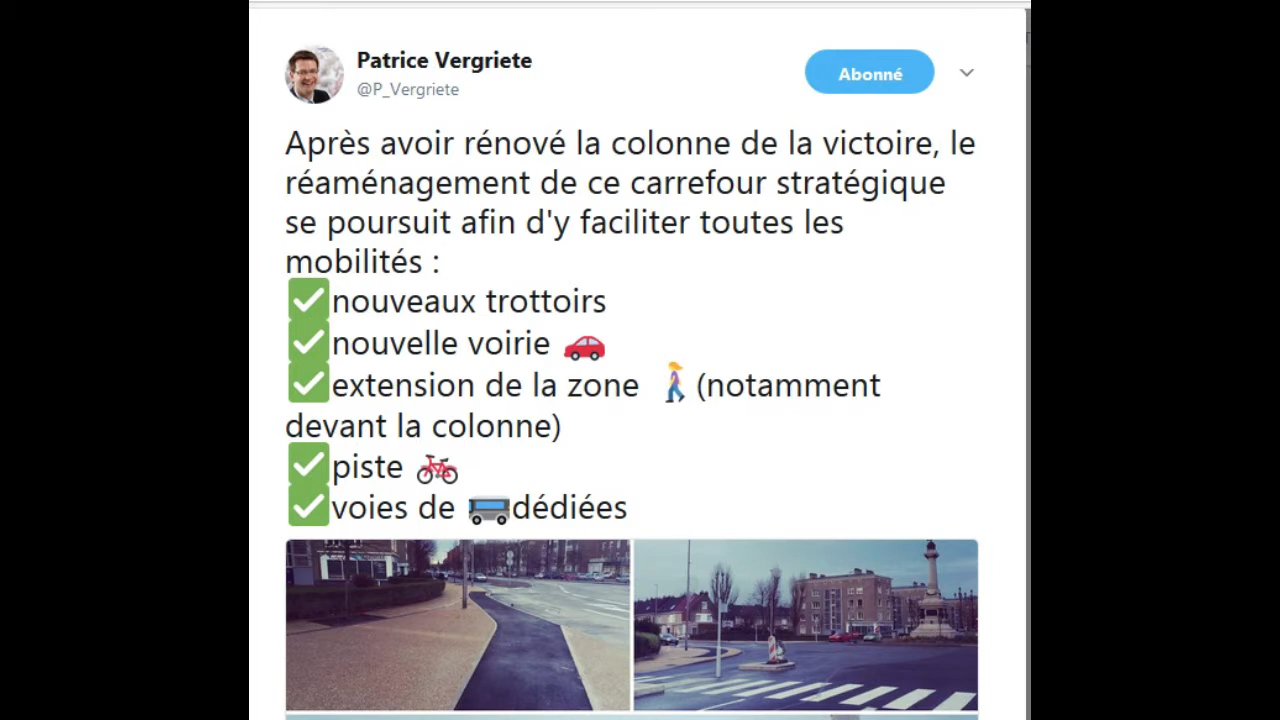 Patrice Vergriete
@P_Vergriete
Abonné
Après avoir rénové la colonne de la victoire, le
réaménagement de ce carrefour stratégique
se poursuit afin d'y faciliter toutes les
mobilités :
✅nouveaux trottoirs
✅nouvelle voirie 🚗
✅extension de la zone 🚶‍♀️(notamment
devant la colonne)
✅piste 🚲
✅voies de 🚌dédiées